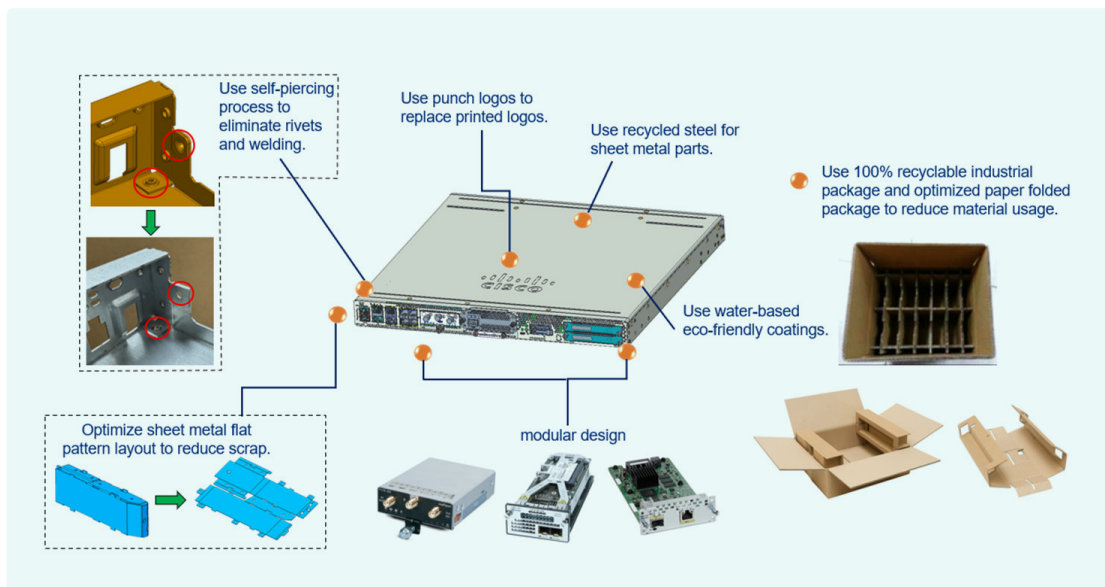 Use self-piercing
process to
eliminate rivets
and welding.
Use punch logos to
replace printed logos.
Use recycled steel for
sheet metal parts.
Use 100% recyclable industrial
package and optimized paper folded
package to reduce material usage.
CISCO
Use water-based
eco-friendly coatings.
Optimize sheet metal flat
pattern layout to reduce scrap.
modular design